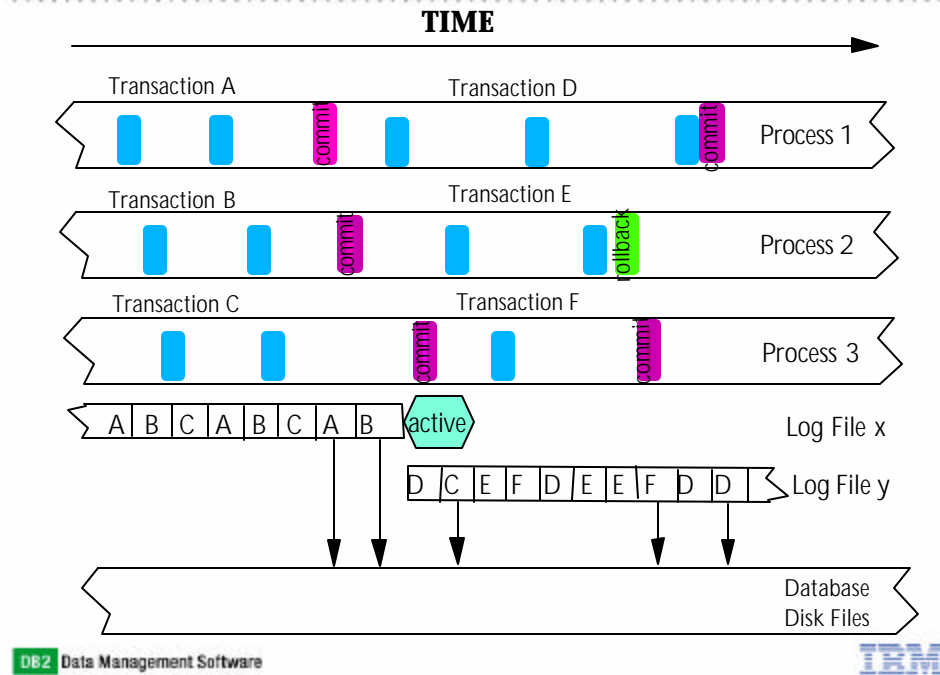 TIME
Transaction A
Transaction D
commit
commit
Process 1
Transaction B
Transaction E
commit
rollback
Process 2
Transaction C
Transaction F
commit
commit
Process 3
A B C A B C A B
active
Log File x
D C E F D E E F D D
Log File y
Database
Disk Files
DB2 Data Management Software
IBM